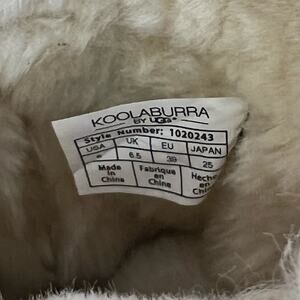 KOOLABURRA
BY UGG®
Style Number: 1020243
USA UK EU JAPAN
6.5 39 25
Made in China
Fabrique en Chine
Hecho en China